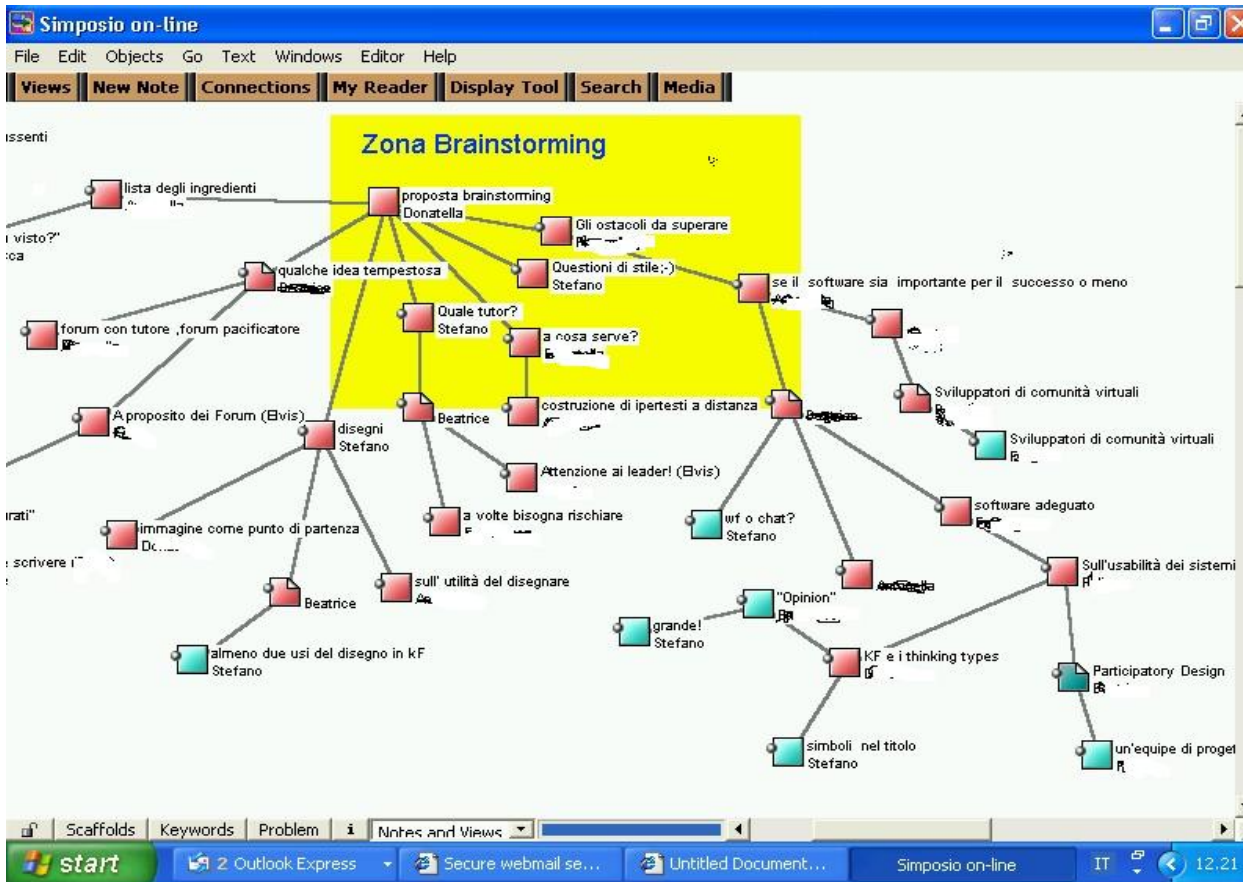 Simposio on-line
File Edit Objects Go Text Windows Editor Help
Views New Note Connections My Reader Display Tool Search Media
Zona Brainstorming
lista degli ingredienti
proposta brainstorming
Donatella
Gli ostacoli da superare
visto?"
qualche idea tempestosa
Questioni di stile;-)
Stefano
se il software sia importante per il successo o meno
Quale tutor?
Stefano
forum con tutore ,forum pacificatore
a cosa serve?
A proposito dei Forum (Elvis)
Beatrice
costruzione di ipertesti a distanza
Sviluppatori di comunità virtuali
disegni
Stefano
Sviluppatori di comunità virtuali
Attenzione ai leader! (Elvis)
software adeguato
a volte bisogna rischiare
wf o chat?
Stefano
immagine come punto di partenza
scrivere
Sull'usabilità dei sistemi
sull' utilità del disegnare
Beatrice
"Opinion"
grande!
Stefano
almeno due usi del disegno in kF
Stefano
KF e i thinking types
Participatory Design
simboli nel titolo
Stefano
un'equipe di proget
Scaffolds Keywords Problem i Notes and Views
start 2 Outlook Express Secure webmail se... Untitled Document... Simposio on-line IT 12.21